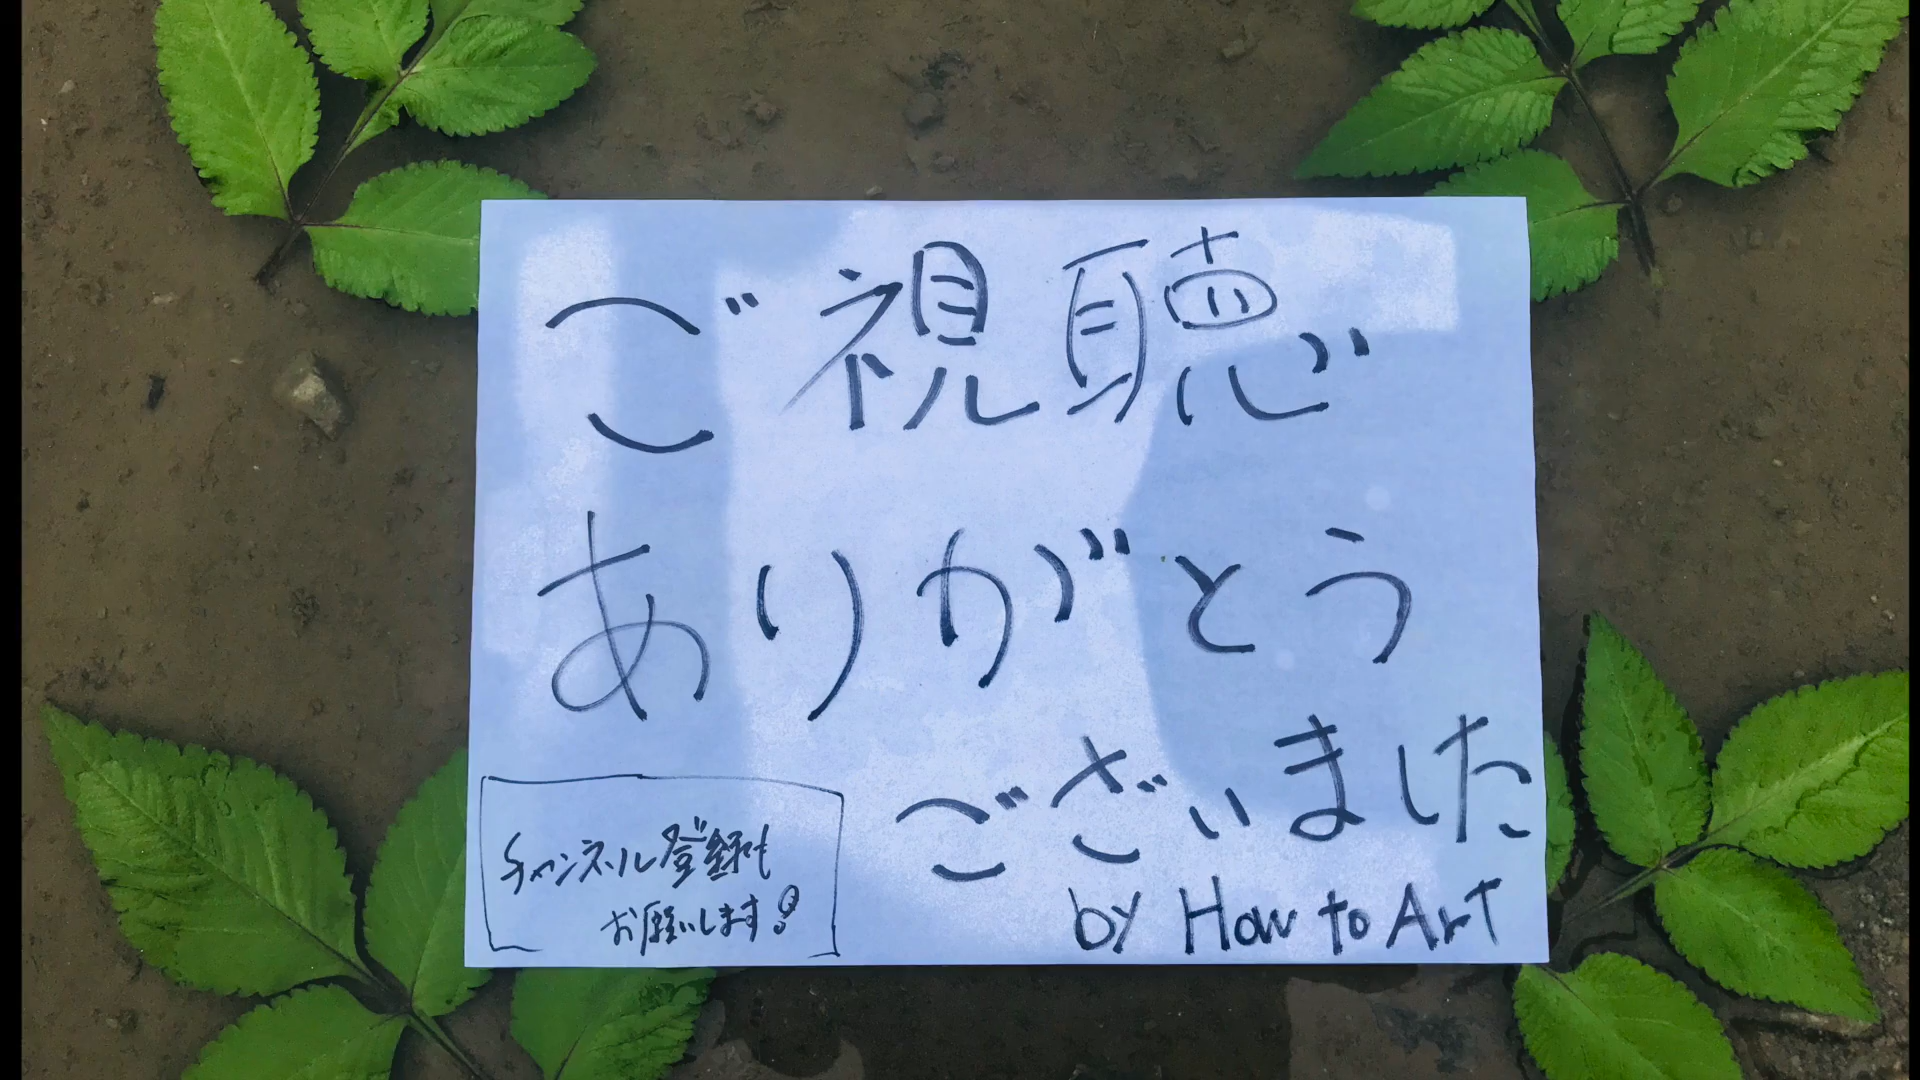 ご視聴
ありがとう
ございました
by How to Art
チャンネル登録も
お願いします!